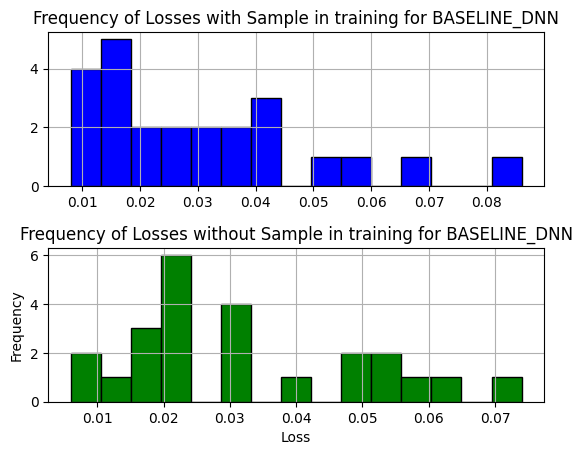 Frequency of Losses with Sample in training for BASELINE_DNN
4
2
0
0.01 0.02 0.03 0.04 0.05 0.06 0.07 0.08
Frequency of Losses without Sample in training for BASELINE_DNN
6
4
2
0
Frequency
0.01 0.02 0.03 0.04 0.05 0.06 0.07
Loss